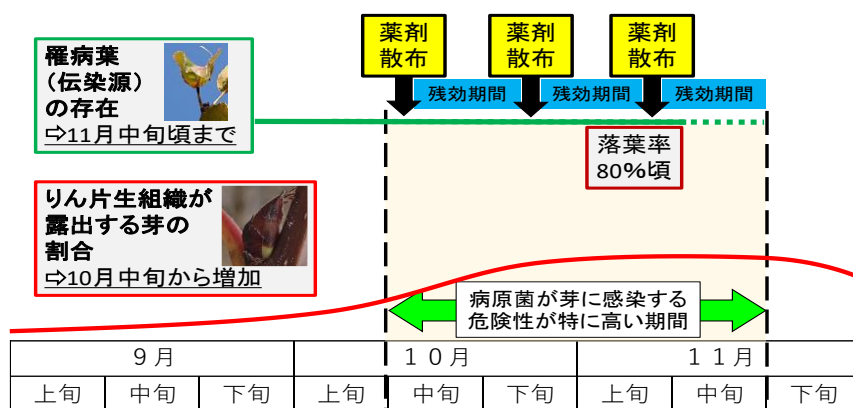 薬剤
散布
薬剤
散布
薬剤
散布
残効期間
残効期間
残効期間
罹病葉
（伝染源）
の存在
⇨11月中旬頃まで
落葉率
80%頃
りん片生組織が
露出する芽の
割合
⇨10月中旬から増加
病原菌が芽に感染する
危険性が特に高い期間
９月
１０月
１１月
上旬 中旬 下旬 上旬 中旬 下旬 上旬 中旬 下旬